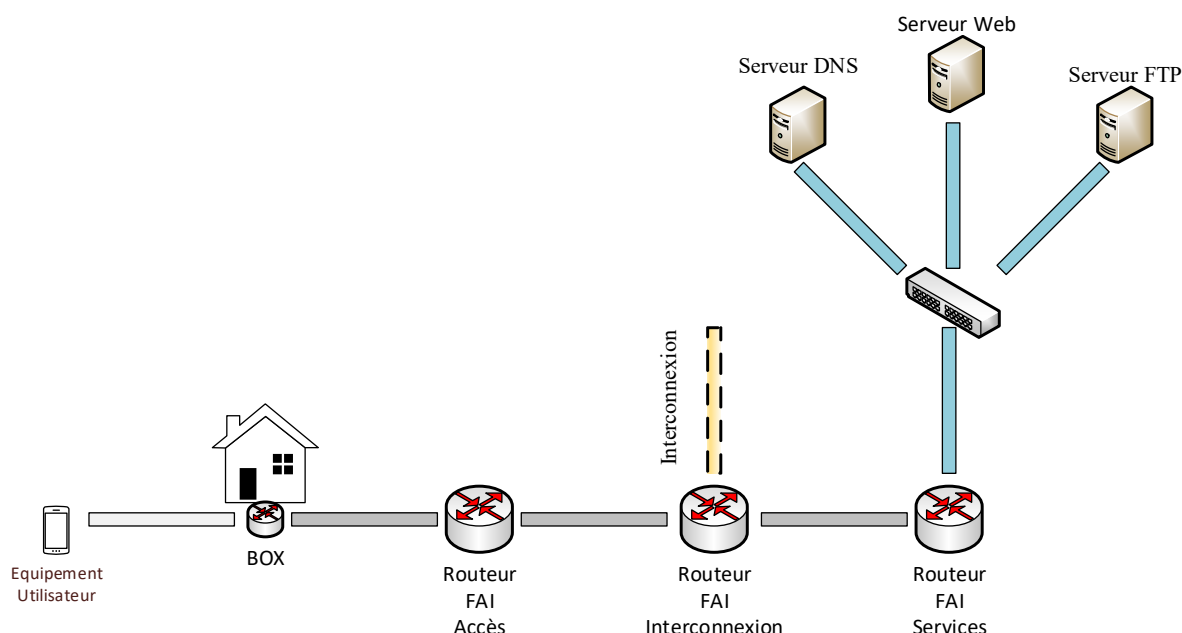 Serveur Web
Serveur DNS
Serveur FTP
Interconnexion
BOX
Equipement
Utilisateur
Routeur
FAI
Accès
Routeur
FAI
Interconnexion
Routeur
FAI
Services